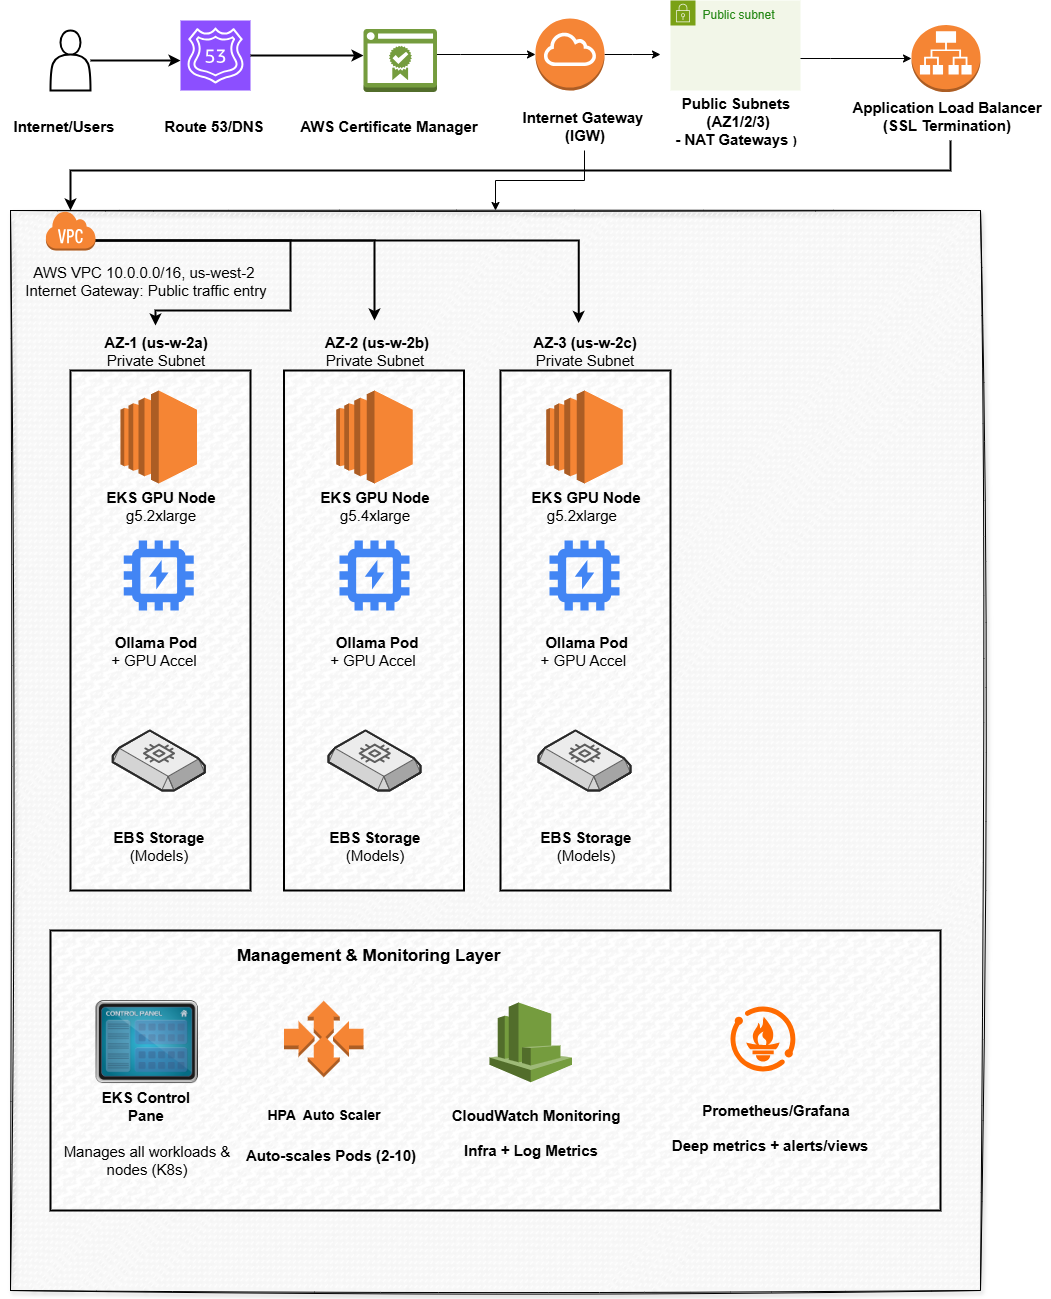 53
Public subnet
Internet/Users
Route 53/DNS
AWS Certificate Manager
Internet Gateway
(IGW)
Public Subnets
(AZ1/2/3)
- NAT Gateways )
Application Load Balancer
(SSL Termination)
VPC
AWS VPC 10.0.0.0/16, us-west-2
Internet Gateway: Public traffic entry
AZ-1 (us-w-2a)
Private Subnet
AZ-2 (us-w-2b)
Private Subnet
AZ-3 (us-w-2c)
Private Subnet
EKS GPU Node
g5.2xlarge
EKS GPU Node
g5.4xlarge
EKS GPU Node
g5.2xlarge
Ollama Pod
+ GPU Accel
Ollama Pod
+ GPU Accel
Ollama Pod
+ GPU Accel
EBS Storage
(Models)
EBS Storage
(Models)
EBS Storage
(Models)
Management & Monitoring Layer
CONTROL PANEL
EKS Control
Pane
Manages all workloads &
nodes (K8s)
HPA Auto Scaler
Auto-scales Pods (2-10)
CloudWatch Monitoring
Infra + Log Metrics
Prometheus/Grafana
Deep metrics + alerts/views